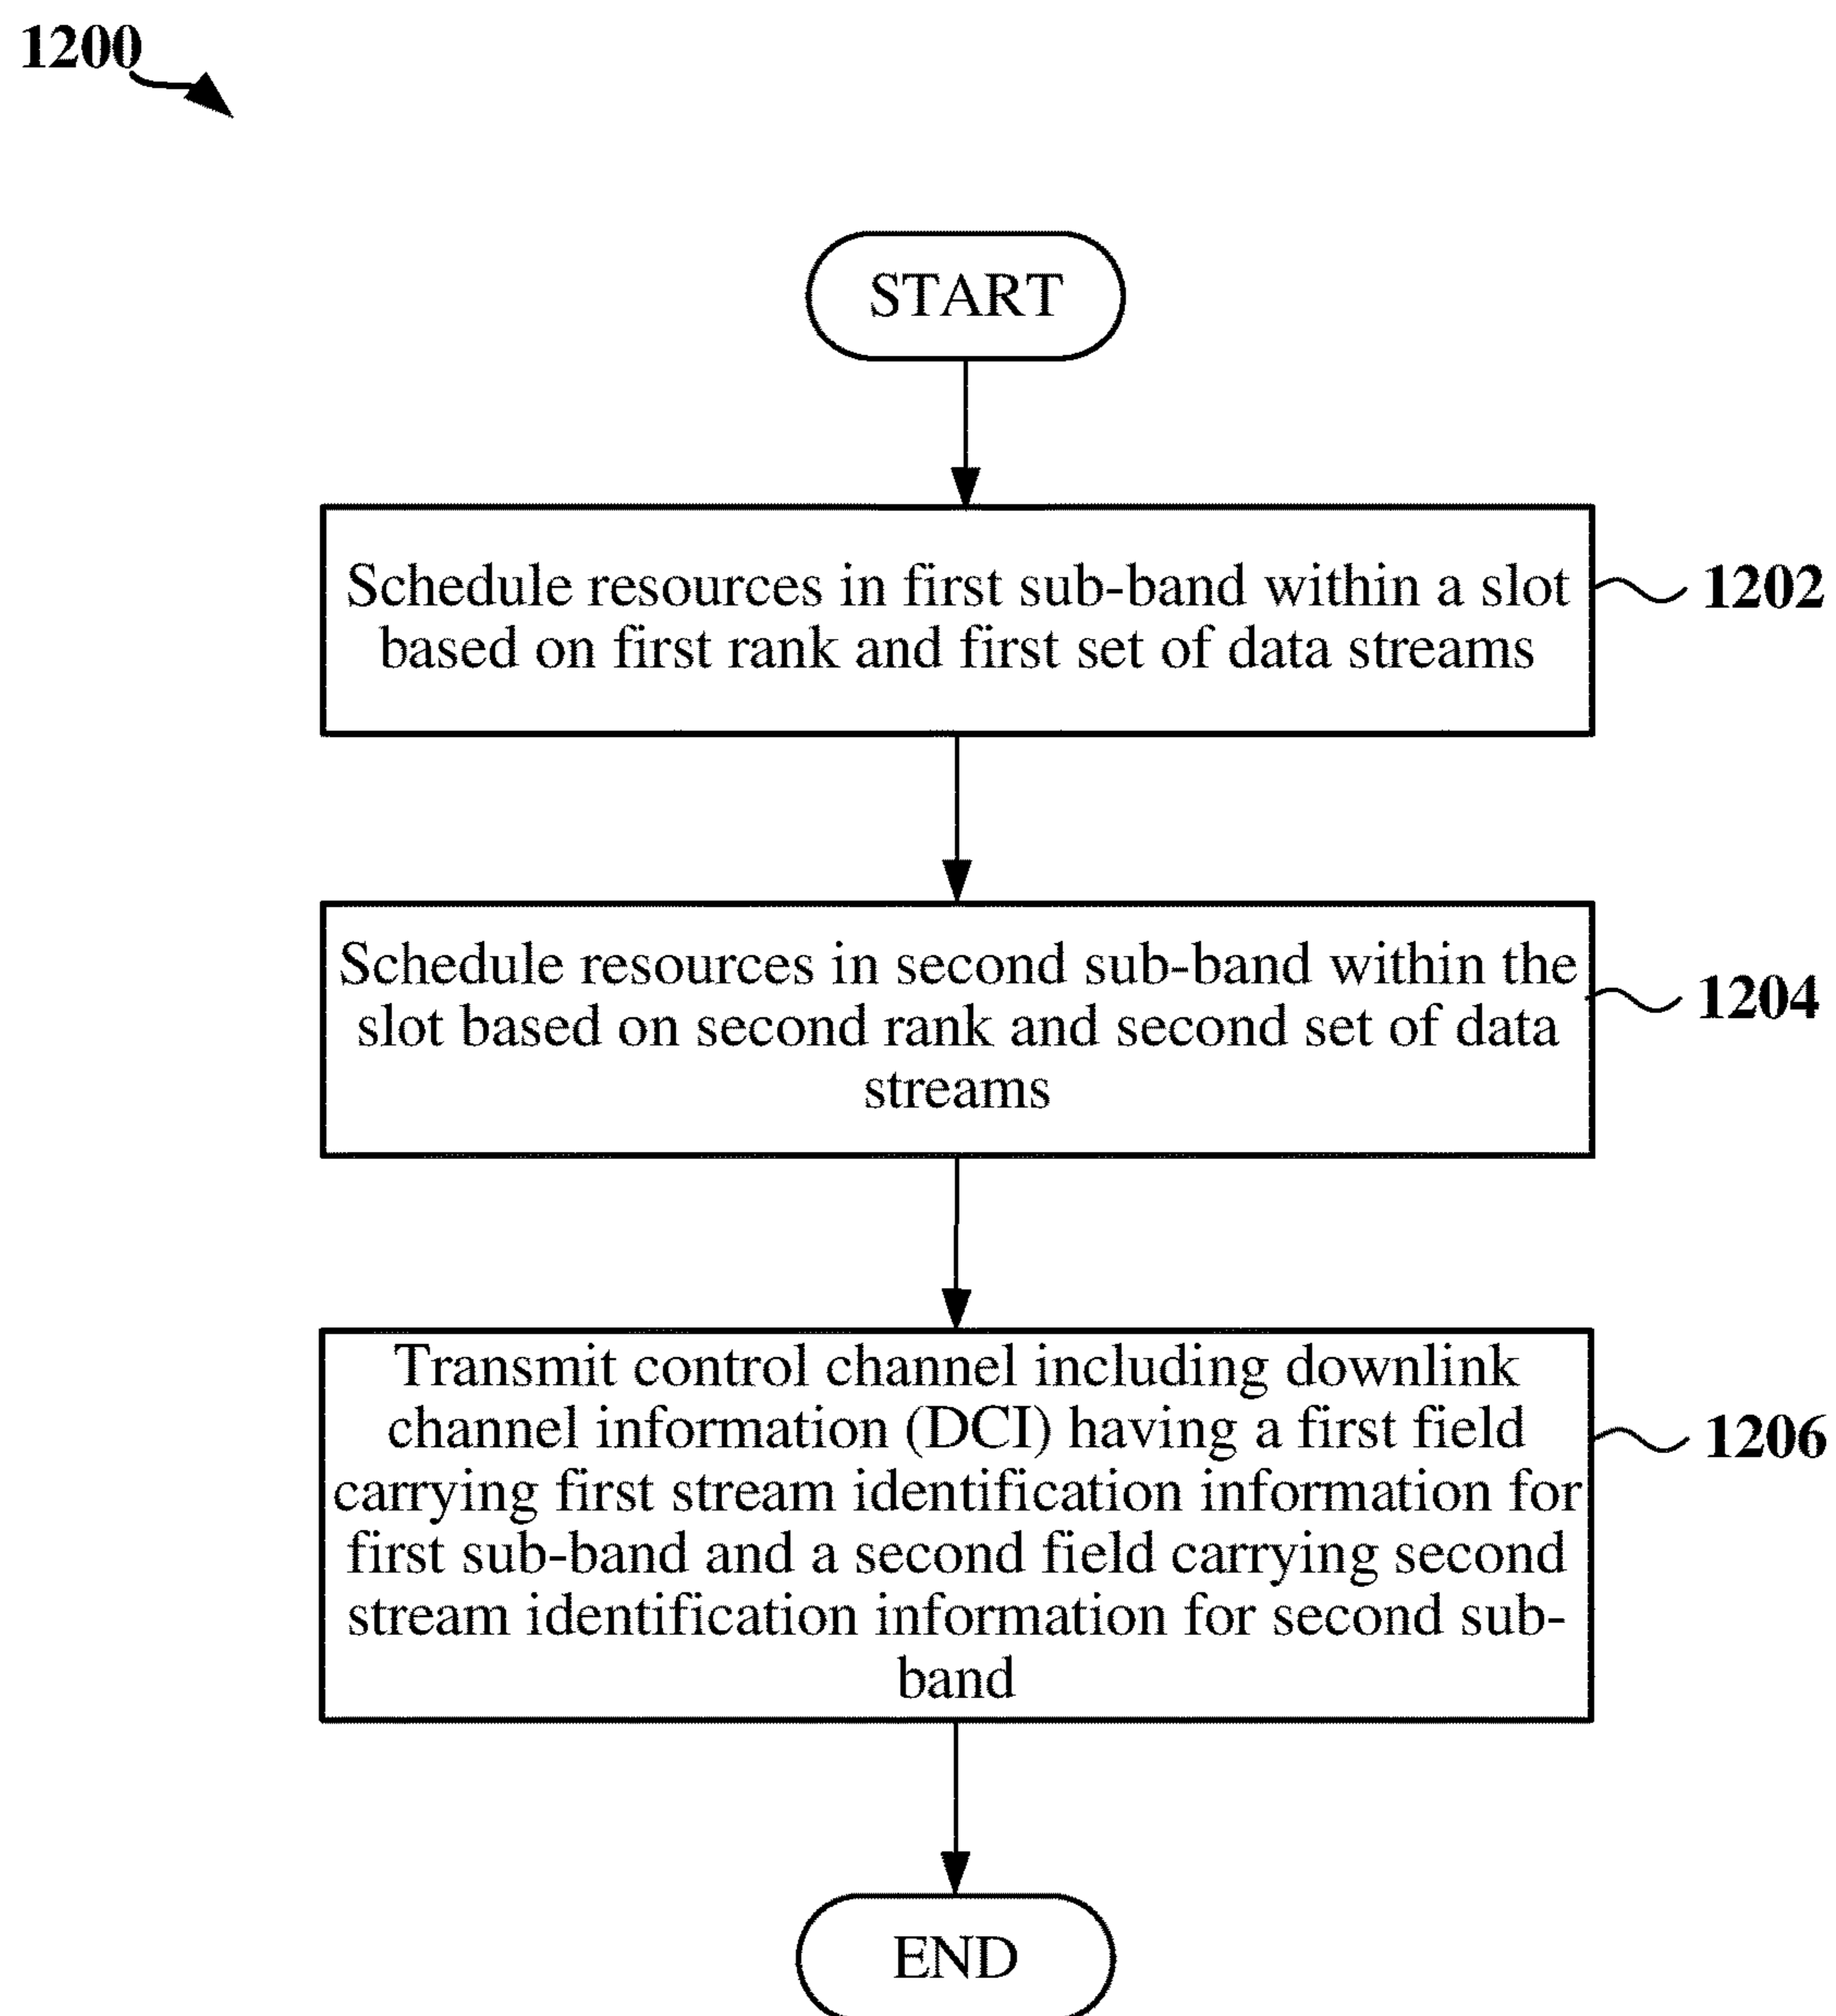 1200
START
Schedule resources in first sub-band within a slot
based on first rank and first set of data streams
1202
Schedule resources in second sub-band within the
slot based on second rank and second set of data
streams
1204
Transmit control channel including downlink
channel information (DCI) having a first field
carrying first stream identification information for
first sub-band and a second field carrying second
stream identification information for second sub-
band
1206
END